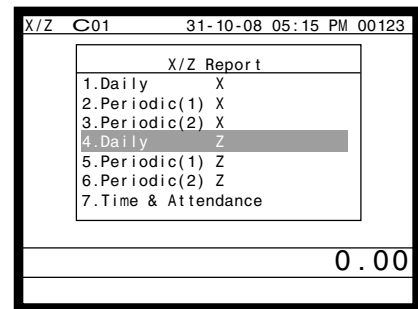 X/Z C01 31-10-08 05:15 PM 00123
X/Z Report
1.Daily X
2.Periodic(1) X
3.Periodic(2) X
4.Daily Z
5.Periodic(1) Z
6.Periodic(2) Z
7.Time & Attendance
0.00